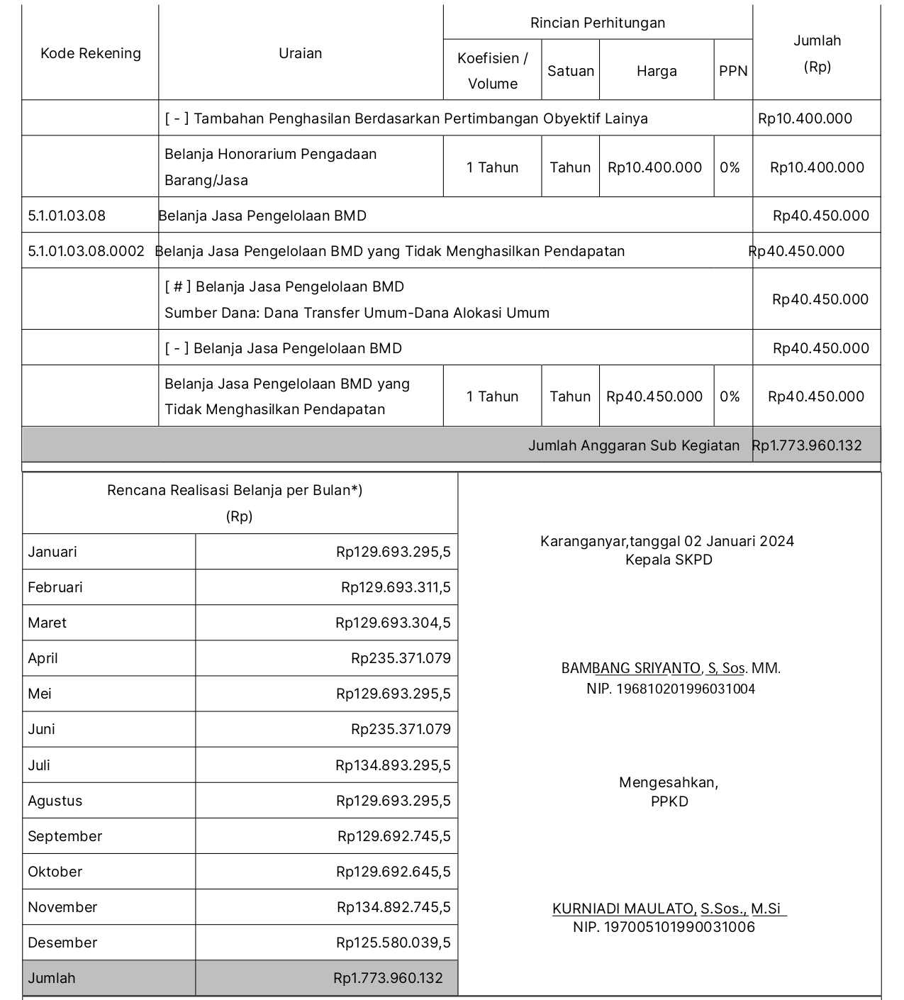 Kode Rekening
Uraian
Rincian Perhitungan
Jumlah
(Rp)
Koefisien /
Volume
Satuan
Harga
PPN
[ - ] Tambahan Penghasilan Berdasarkan Pertimbangan Obyektif Lainya Rp10.400.000
Belanja Honorarium Pengadaan
Barang/Jasa
1 Tahun Tahun Rp10.400.000 0% Rp10.400.000
5.1.01.03.08 Belanja Jasa Pengelolaan BMD Rp40.450.000
5.1.01.03.08.0002 Belanja Jasa Pengelolaan BMD yang Tidak Menghasilkan Pendapatan Rp40.450.000
[ # ] Belanja Jasa Pengelolaan BMD
Sumber Dana: Dana Transfer Umum-Dana Alokasi Umum
Rp40.450.000
[ - ] Belanja Jasa Pengelolaan BMD Rp40.450.000
Belanja Jasa Pengelolaan BMD yang
Tidak Menghasilkan Pendapatan
1 Tahun Tahun Rp40.450.000 0% Rp40.450.000
Jumlah Anggaran Sub Kegiatan Rp1.773.960.132
Rencana Realisasi Belanja per Bulan*)
(Rp)
Januari Rp129.693.295,5
Februari Rp129.693.311,5
Maret Rp129.693.304,5
April Rp235.371.079
Mei Rp129.693.295,5
Juni Rp235.371.079
Juli Rp134.893.295,5
Agustus Rp129.693.295,5
September Rp129.692.745,5
Oktober Rp129.692.645,5
November Rp134.892.745,5
Desember Rp125.580.039,5
Jumlah Rp1.773.960.132
Karanganyar,tanggal 02 Januari 2024
Kepala SKPD
BAMBANG SRIYANTO, S, Sos. MM.
NIP. 196810201996031004
Mengesahkan,
PPKD
KURNIADI MAULATO, S.Sos., M.Si
NIP. 197005101990031006